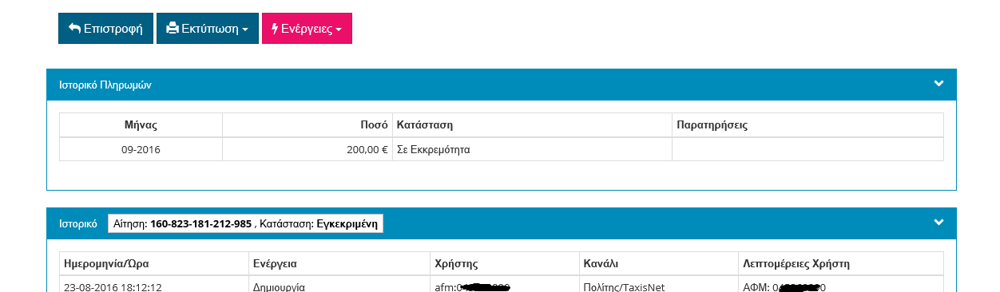 Επιστροφή Εκτύπωση Ενέργειες
Ιστορικό Πληρωμών
Μήνας Ποσό Κατάσταση Παρατηρήσεις
09-2016 200,00 € Σε Εκκρεμότητα
Ιστορικό Αίτηση: 160-823-181-212-985 , Κατάσταση: Εγκεκριμένη
Ημερομηνία/Ώρα Ενέργεια Χρήστης Κανάλι Λεπτομέρειες Χρήστη
23-08-2016 18:12:12 Δημιουργία Πολίτης/TaxisNet ΑΦΜ: